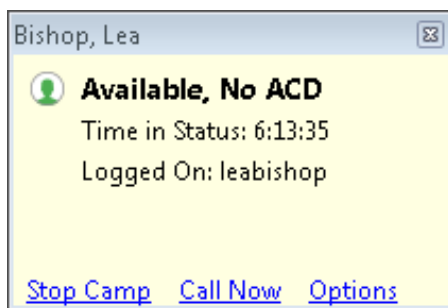 Bishop, Lea
Available, No ACD
Time in Status: 6:13:35
Logged On: leabishop
Stop Camp Call Now Options